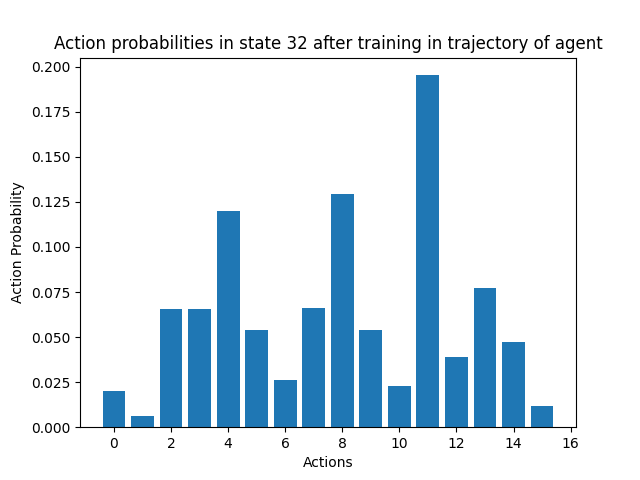 Action probabilities in state 32 after training in trajectory of agent
0.200
0.175
0.150
0.125
0.100
0.075
0.050
0.025
0.000
Action Probability
0 2 4 6 8 10 12 14 16
Actions